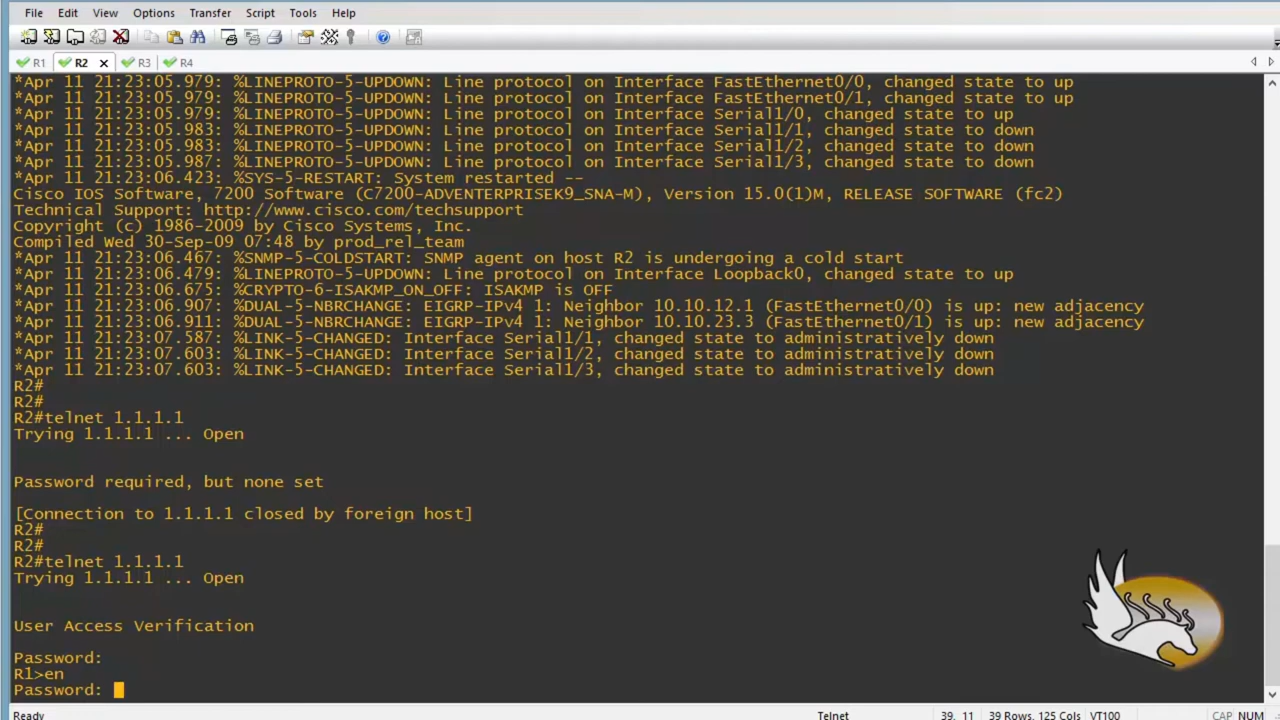 File Edit View Options Transfer Script Tools Help
R1 R2 x R3 R4
*Apr 11 21:23:05.979: %LINEPROTO-5-UPDOWN: Line protocol on Interface FastEthernet0/0, changed state to up
*Apr 11 21:23:05.979: %LINEPROTO-5-UPDOWN: Line protocol on Interface FastEthernet0/1, changed state to up
*Apr 11 21:23:05.979: %LINEPROTO-5-UPDOWN: Line protocol on Interface Serial1/0, changed state to up
*Apr 11 21:23:05.983: %LINEPROTO-5-UPDOWN: Line protocol on Interface Serial1/1, changed state to down
*Apr 11 21:23:05.983: %LINEPROTO-5-UPDOWN: Line protocol on Interface Serial1/2, changed state to down
*Apr 11 21:23:05.987: %LINEPROTO-5-UPDOWN: Line protocol on Interface Serial1/3, changed state to down
*Apr 11 21:23:06.423: %SYS-5-RESTART: System restarted --
Cisco IOS Software, 7200 Software (C7200-ADVENTERPRISEK9_SNA-M), Version 15.0(1)M, RELEASE SOFTWARE (fc2)
Technical Support: http://www.cisco.com/techsupport
Copyright (c) 1986-2009 by Cisco Systems, Inc.
Compiled Wed 30-Sep-09 07:48 by prod_rel_team
*Apr 11 21:23:06.467: %SNMP-5-COLDSTART: SNMP agent on host R2 is undergoing a cold start
*Apr 11 21:23:06.479: %LINEPROTO-5-UPDOWN: Line protocol on Interface Loopback0, changed state to up
*Apr 11 21:23:06.675: %CRYPTO-6-ISAKMP_ON_OFF: ISAKMP is OFF
*Apr 11 21:23:06.907: %DUAL-5-NBRCHANGE: EIGRP-IPv4 1: Neighbor 10.10.12.1 (FastEthernet0/0) is up: new adjacency
*Apr 11 21:23:06.911: %DUAL-5-NBRCHANGE: EIGRP-IPv4 1: Neighbor 10.10.23.3 (FastEthernet0/1) is up: new adjacency
*Apr 11 21:23:07.587: %LINK-5-CHANGED: Interface Serial1/1, changed state to administratively down
*Apr 11 21:23:07.603: %LINK-5-CHANGED: Interface Serial1/2, changed state to administratively down
*Apr 11 21:23:07.603: %LINK-5-CHANGED: Interface Serial1/3, changed state to administratively down
R2#
R2#
R2#telnet 1.1.1.1
Trying 1.1.1.1 ... Open
Password required, but none set
[Connection to 1.1.1.1 closed by foreign host]
R2#
R2#
R2#telnet 1.1.1.1
Trying 1.1.1.1 ... Open
User Access Verification
Password:
R1>en
Password:
Ready Telnet 39, 11 39 Rows, 125 Cols VT100 CAP NUM